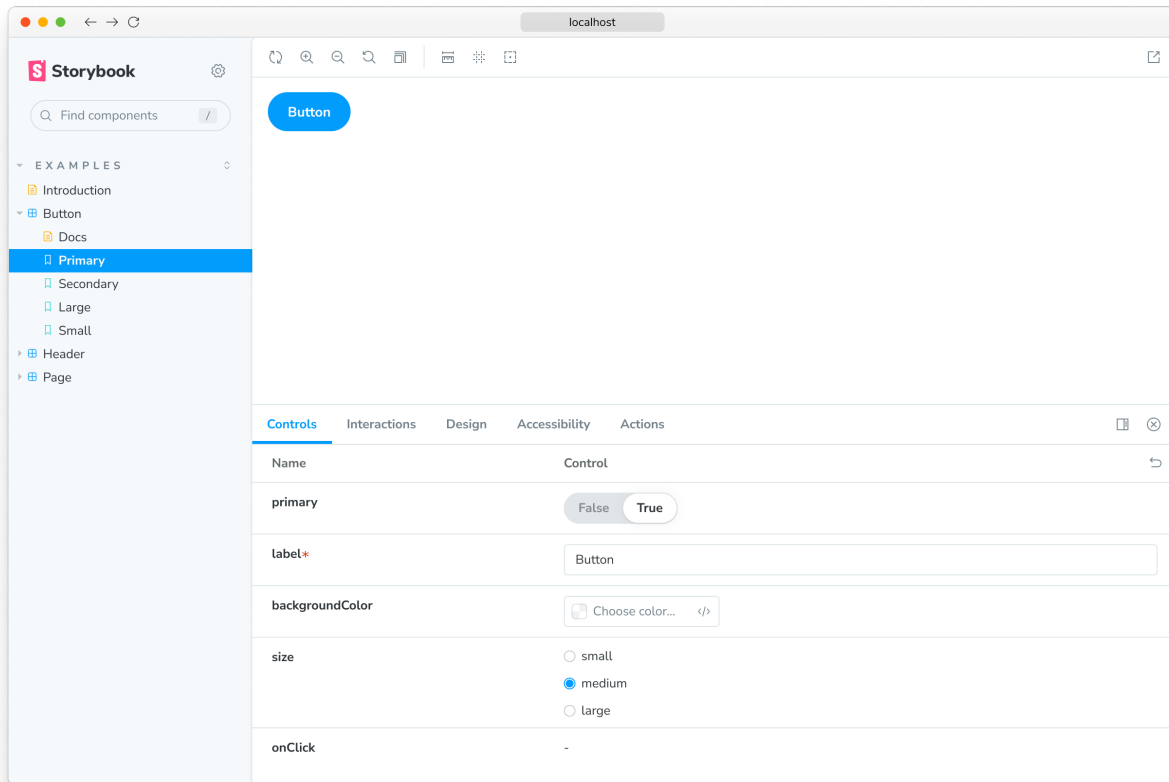 localhost
Storybook
Find components /
EXAMPLES
Introduction
Button
Docs
Primary
Secondary
Large
Small
Header
Page
Button
Controls Interactions Design Accessibility Actions
Name Control
primary False True
label* Button
backgroundColor Choose color... </>
size small
medium
large
onClick -